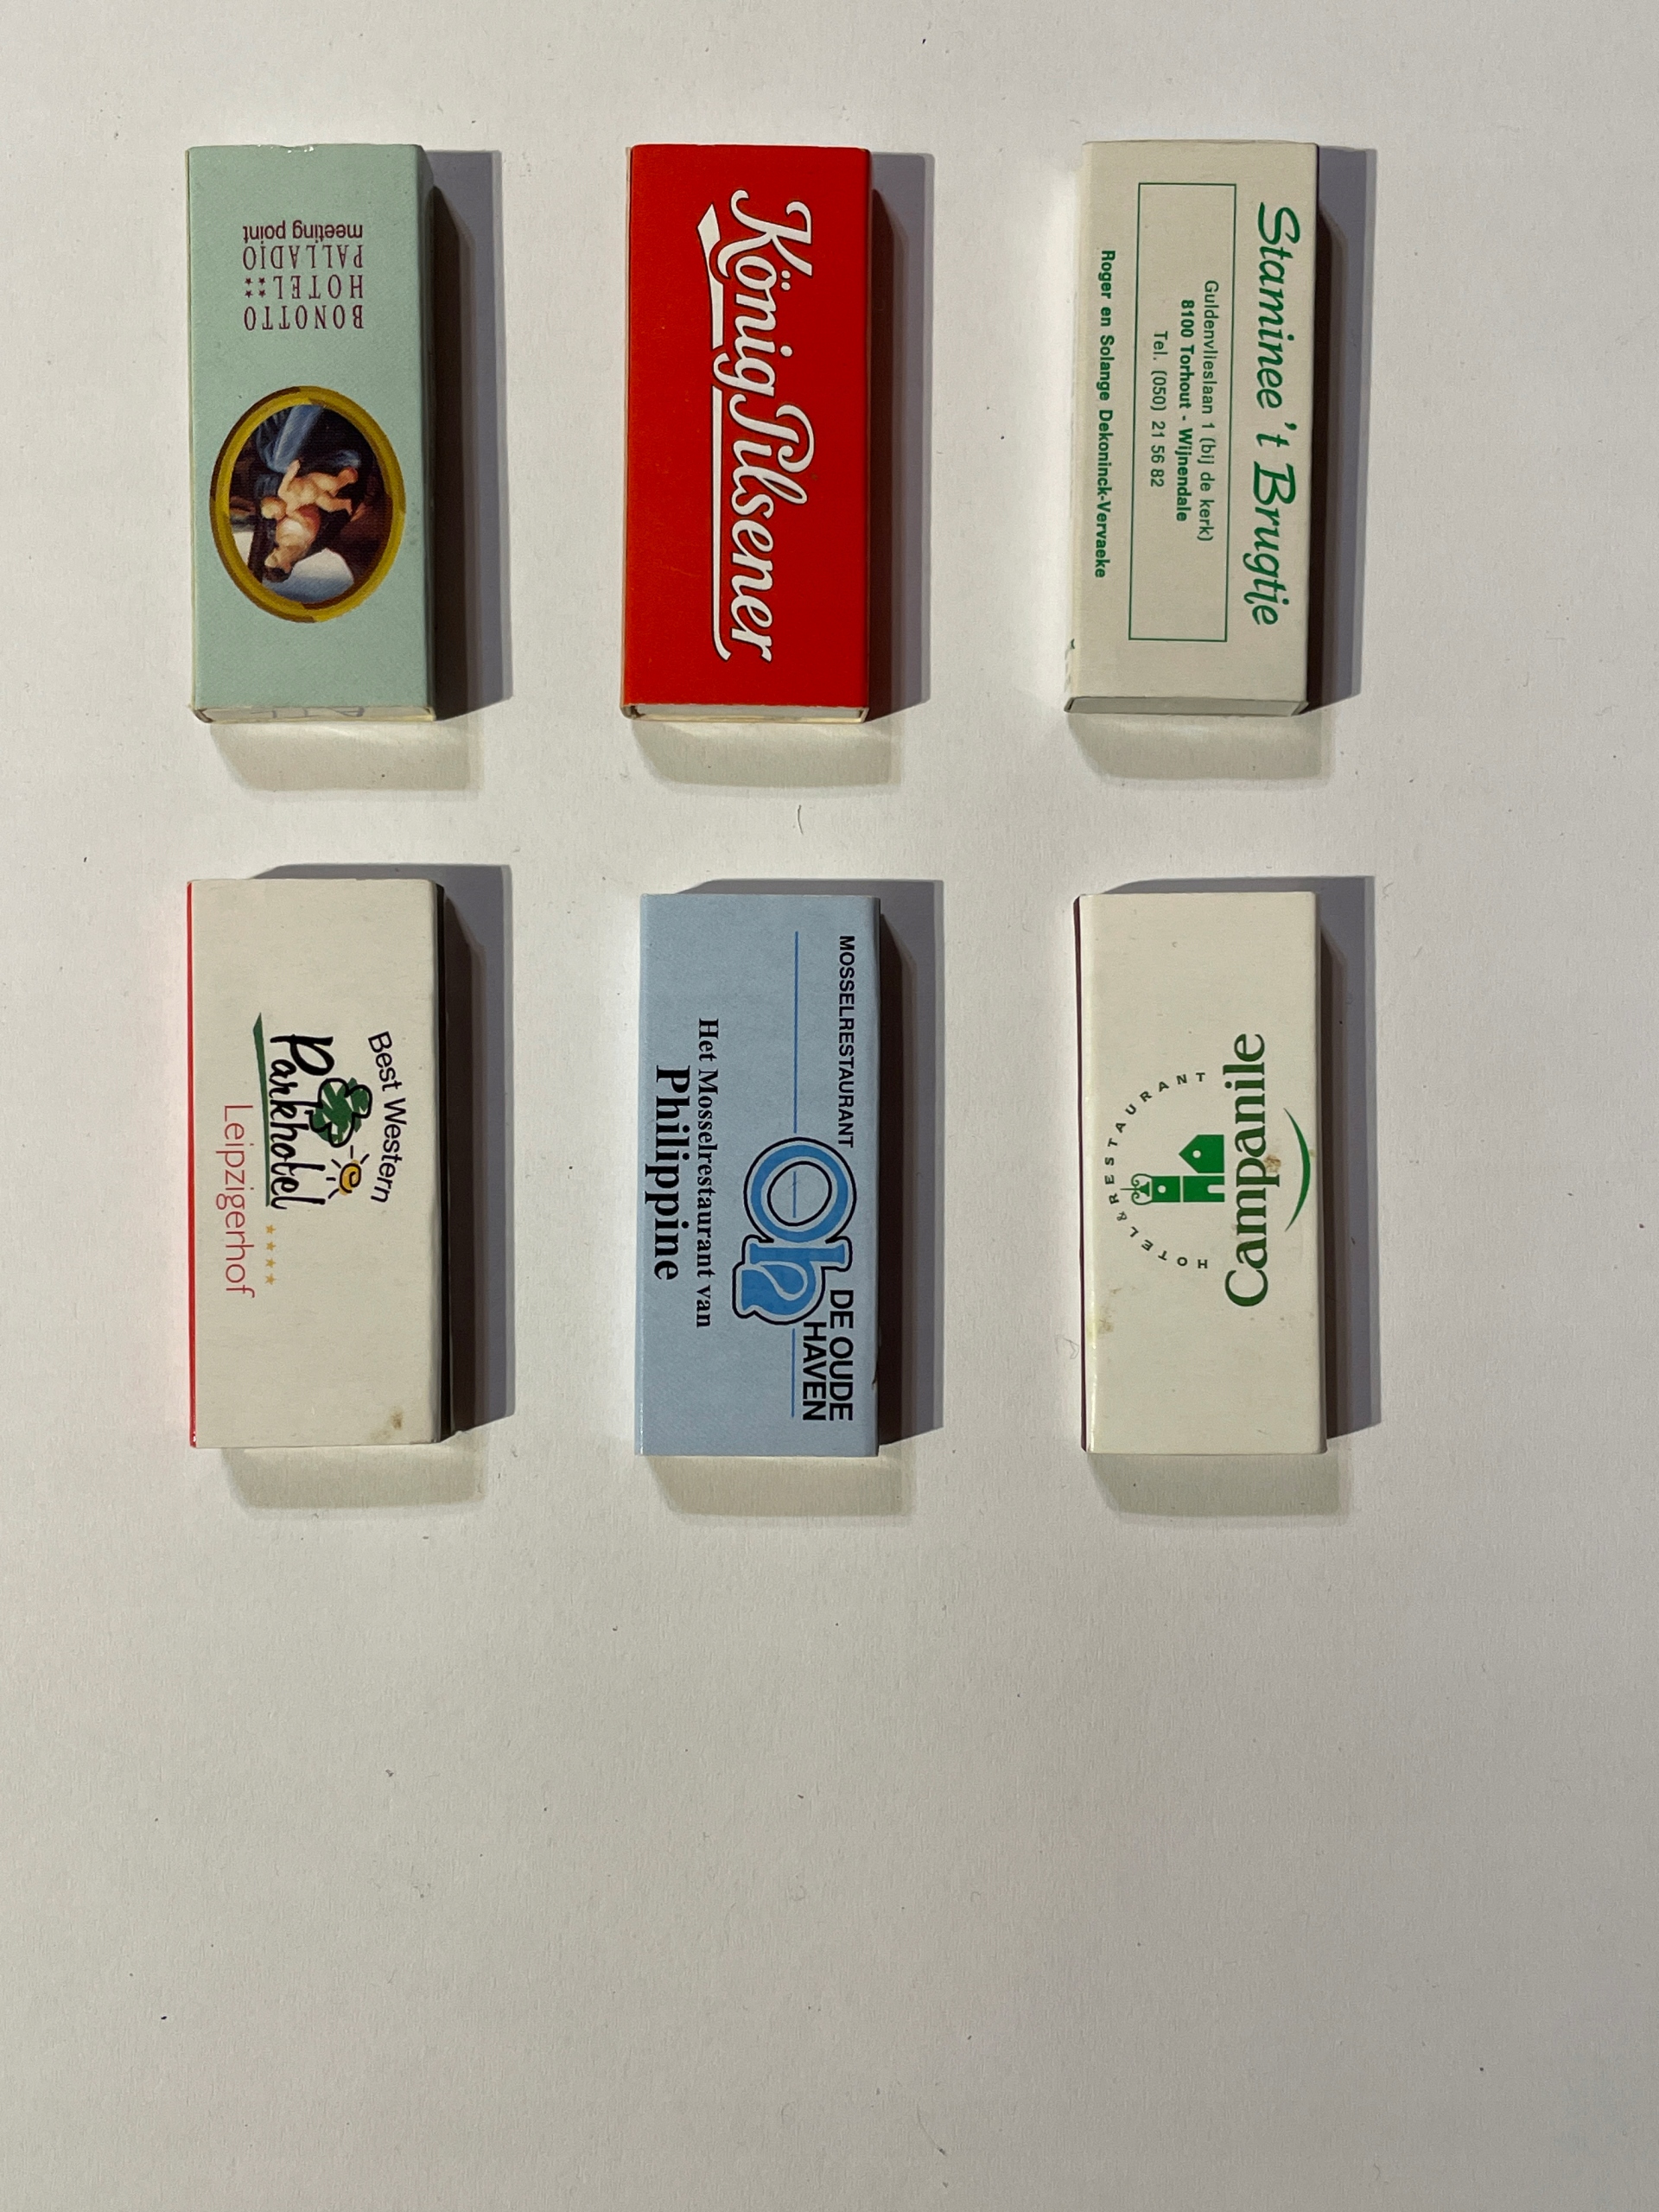 BONOTTO
HOTEL ****
PALLADIO
meeting point
König Pilsener
Staminee 't Brugtje
Guldenvlieslaan 1 (bij de kerk)
8100 Torhout - Wijnendale
Tel. (050) 21 56 82
Roger en Solange Dekoninck-Vervaeke
Best Western
Parkhotel
****
Leipzigerhof
MOSSELRESTAURANT
Oh
DE OUDE
HAVEN
Het Mosselrestaurant van
Philippine
Campanile
HOTEL & RESTAURANT